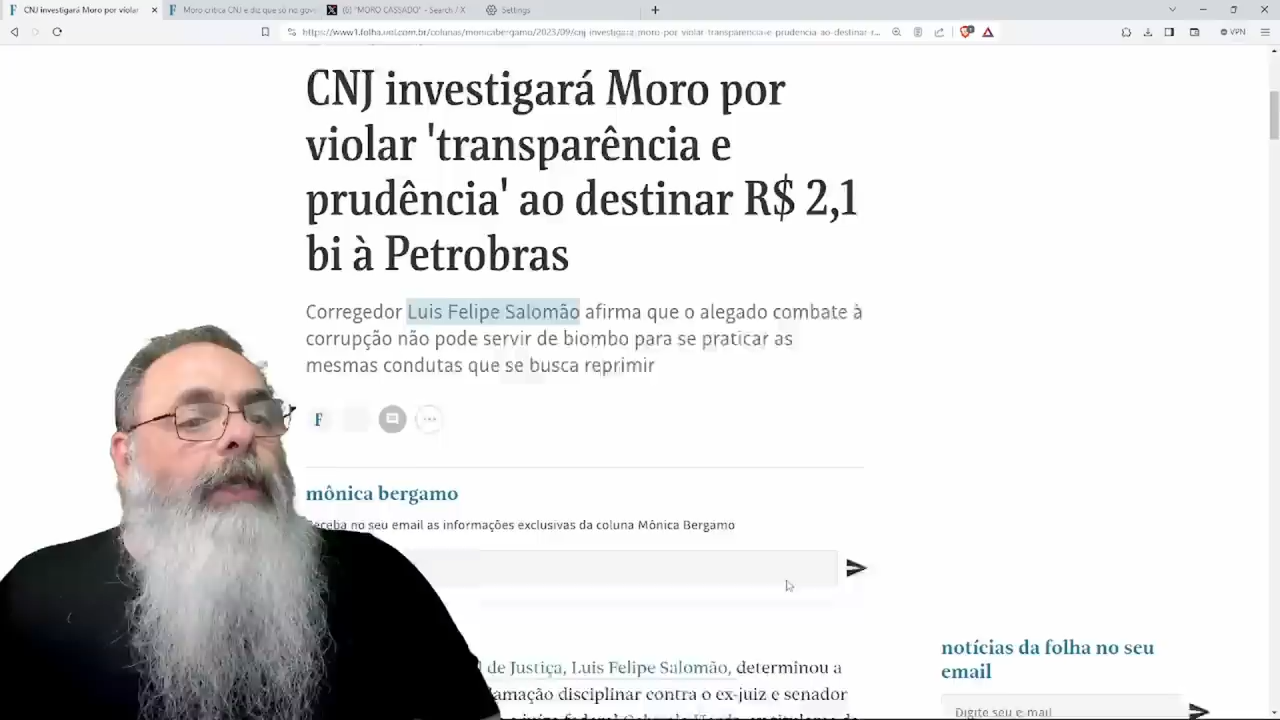 CNJ investigará Moro por violar
Moro critica CNJ e diz que só no gov
(6) "MORO CASSADO" - Search / X
Settings
https://www1.folha.uol.com.br/colunas/monicabergamo/2023/09/cnj-investigara-moro-por-violar-transparencia-e-prudencia-ao-destinar-r...
VPN
CNJ investigará Moro por
violar 'transparência e
prudência' ao destinar R$ 2,1
bi à Petrobras
Corregedor Luis Felipe Salomão afirma que o alegado combate à
corrupção não pode servir de biombo para se praticar as
mesmas condutas que se busca reprimir
F
mônica bergamo
Receba no seu email as informações exclusivas da coluna Mônica Bergamo
de Justiça, Luis Felipe Salomão, determinou a
lamação disciplinar contra o ex-juiz e senador
notícias da folha no seu
email
Digite seu e-mail